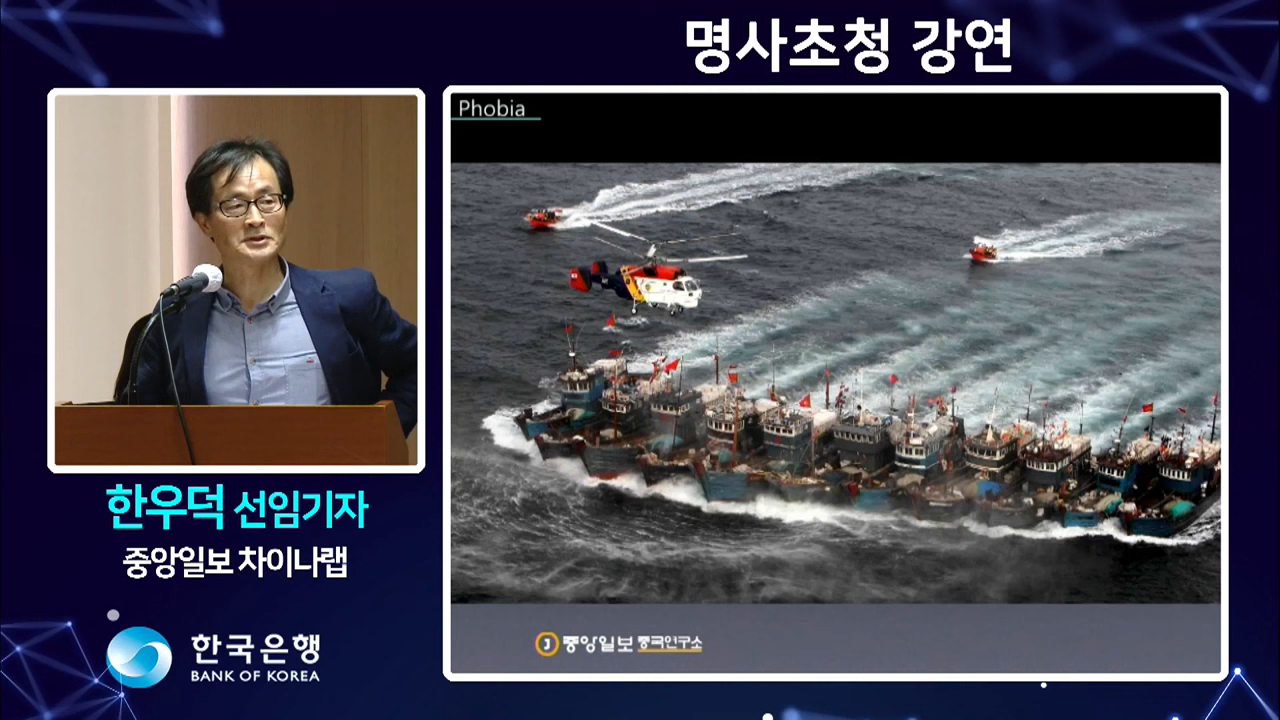 명사초청 강연
Phobia
한우덕 선임기자
중앙일보 차이나랩
한국은행
BANK OF KOREA
J 중앙일보 중국연구소